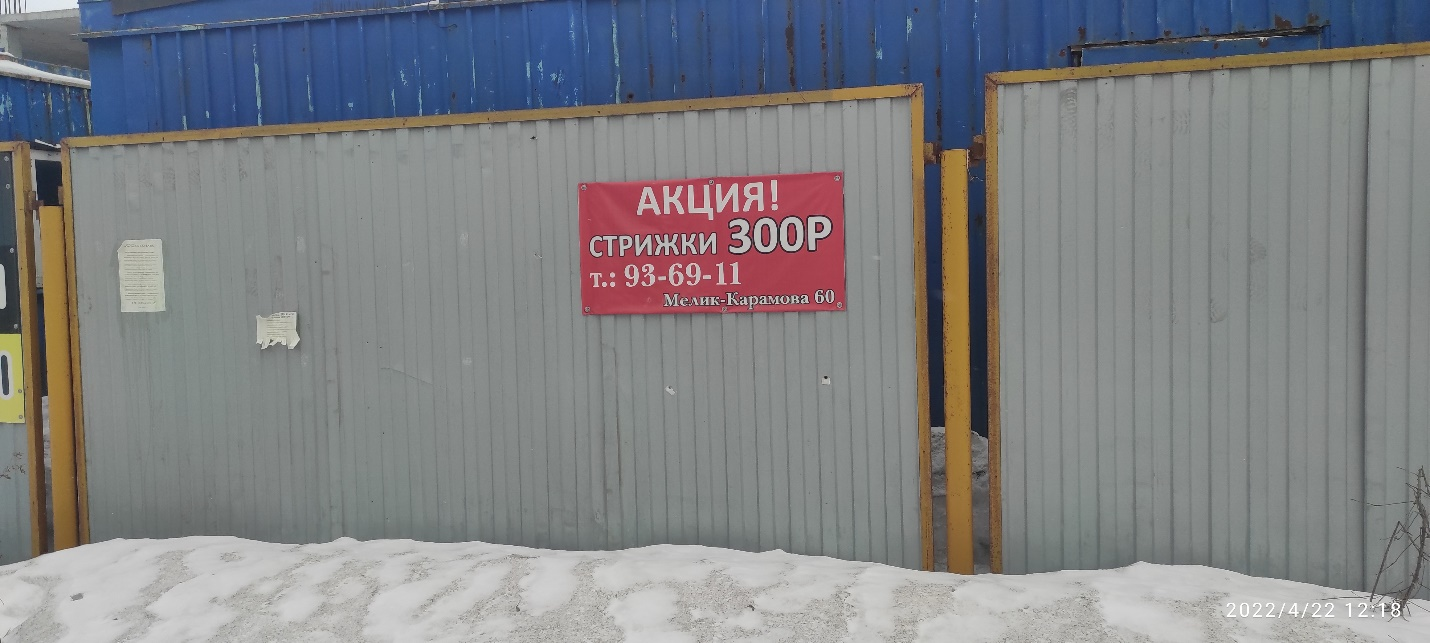 АКЦИЯ!
СТРИЖКИ 300Р
т.: 93-69-11
Мелик-Карамова 60
2022/4/22 12:18